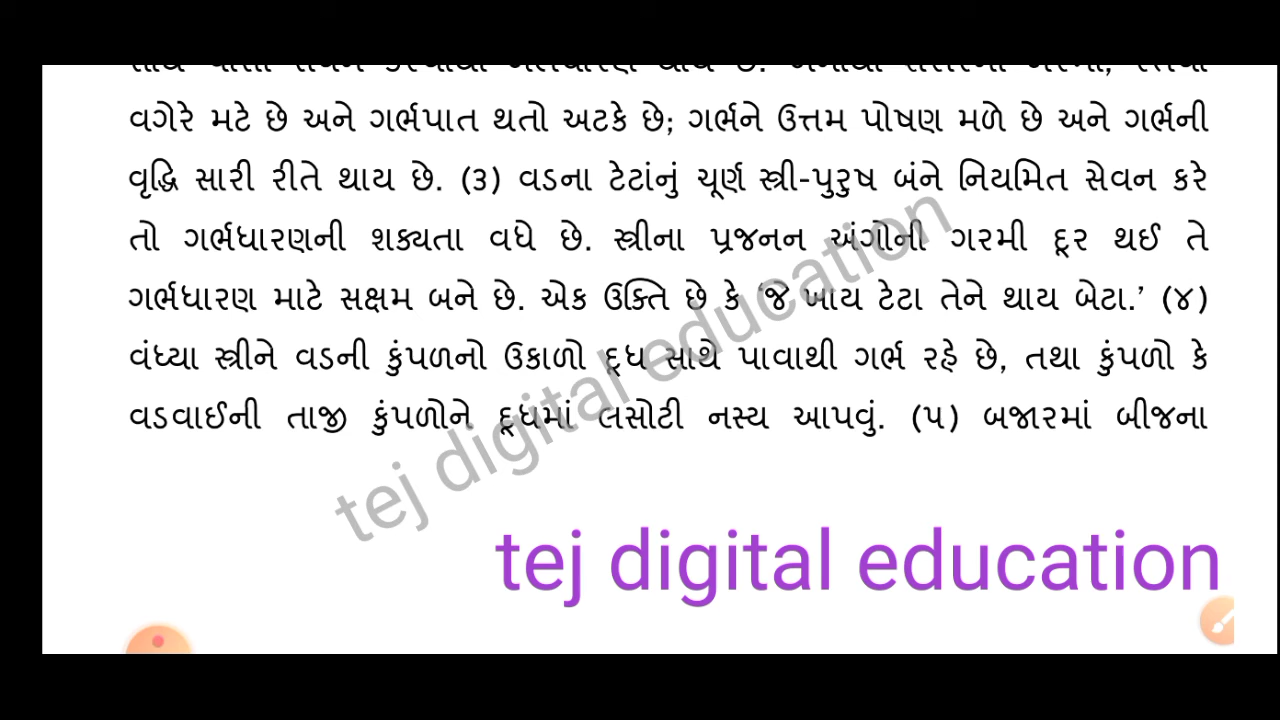 વગેરે મટે છે અને ગર્ભપાત થતો અટકે છે; ગર્ભને ઉત્તમ પોષણ મળે છે અને ગર્ભની
વૃદ્ધિ સારી રીતે થાય છે. (૩) વડના ટેટાંનું ચૂર્ણ સ્ત્રી-પુરુષ બંને નિયમિત સેવન કરે
તો ગર્ભધારણની શક્યતા વધે છે. સ્ત્રીના પ્રજનન અંગોની ગરમી દૂર થઈ તે
ગર્ભધારણ માટે સક્ષમ બને છે. એક ઉક્તિ છે કે ‘જે ખાય ટેટા તેને થાય બેટા.’ (૪)
વંધ્યા સ્ત્રીને વડની કુંપળનો ઉકાળો દૂધ સાથે પાવાથી ગર્ભ રહે છે, તથા કુંપળો કે
વડવાઈની તાજી કુંપળોને દૂધમાં લસોટી નસ્ય આપવું. (૫) બજારમાં બીજના
tej digital education
tej digital education